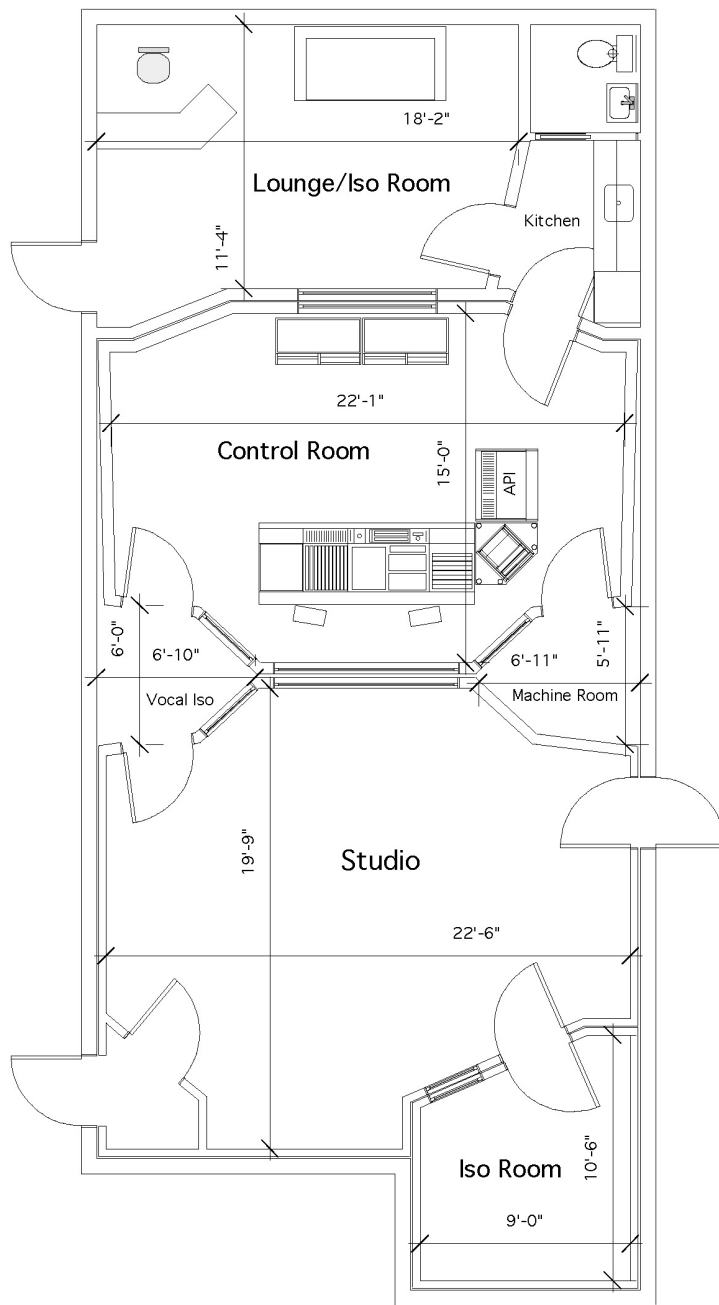 18'-2"
Lounge/Iso Room
Kitchen
11'-4"
22'-1"
Control Room
15'-0"
API
6'-0"
6'-10"
6'-11"
5'-11"
Vocal Iso
Machine Room
19'-9"
Studio
22'-6"
10'-6"
Iso Room
9'-0"